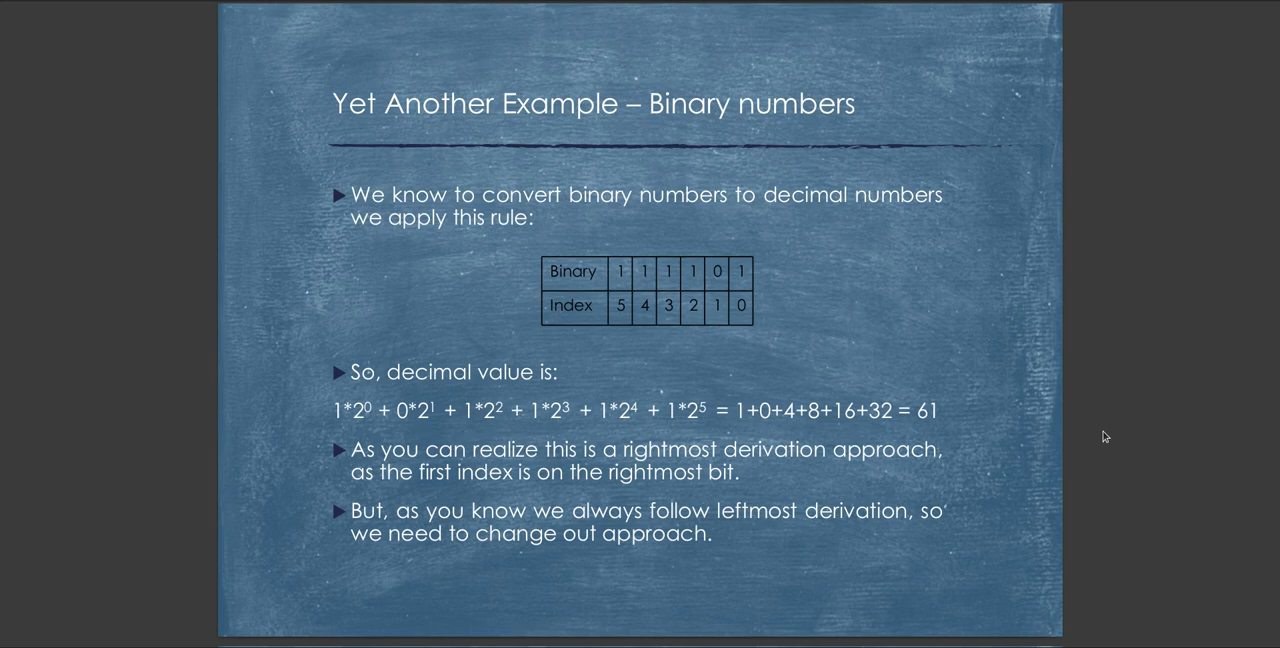 Yet Another Example – Binary numbers
We know to convert binary numbers to decimal numbers
we apply this rule:
Binary 1 1 1 1 0 1
Index 5 4 3 2 1 0
So, decimal value is:
1*2⁰ + 0*2¹ + 1*2² + 1*2³ + 1*2⁴ + 1*2⁵ = 1+0+4+8+16+32 = 61
As you can realize this is a rightmost derivation approach,
as the first index is on the rightmost bit.
But, as you know we always follow leftmost derivation, so
we need to change out approach.